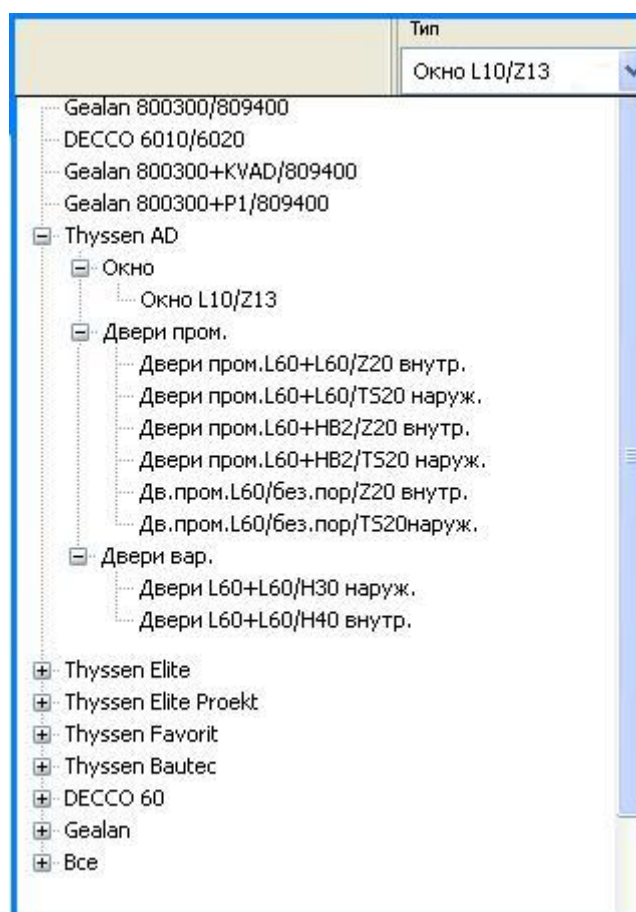 Тип
Окно L10/Z13
Gealan 800300/809400
DECCO 6010/6020
Gealan 800300+KVAD/809400
Gealan 800300+P1/809400
Thyssen AD
Окно
Окно L10/Z13
Двери пром.
Двери пром.L60+L60/Z20 внутр.
Двери пром.L60+L60/TS20 наруж.
Двери пром.L60+HB2/Z20 внутр.
Двери пром.L60+HB2/TS20 наруж.
Дв.пром.L60/без.пор/Z20 внутр.
Дв.пром.L60/без.пор/TS20наруж.
Двери вар.
Двери L60+L60/H30 наруж.
Двери L60+L60/H40 внутр.
Thyssen Elite
Thyssen Elite Proekt
Thyssen Favorit
Thyssen Bautec
DECCO 60
Gealan
Все